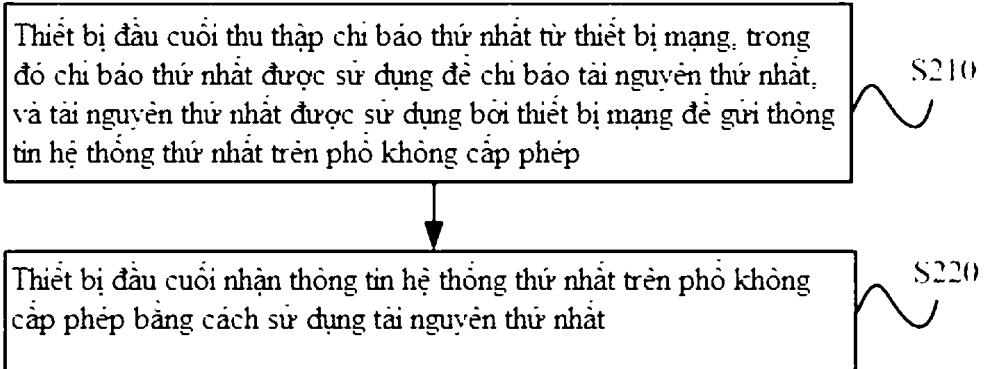 Thiết bị đầu cuối thu thập chỉ báo thứ nhất từ thiết bị mạng, trong
đó chỉ báo thứ nhất được sử dụng để chỉ báo tài nguyên thứ nhất,
và tài nguyên thứ nhất được sử dụng bởi thiết bị mạng để gửi thông
tin hệ thống thứ nhất trên phổ không cấp phép
S210
Thiết bị đầu cuối nhận thông tin hệ thống thứ nhất trên phổ không
cấp phép bằng cách sử dụng tài nguyên thứ nhất
S220